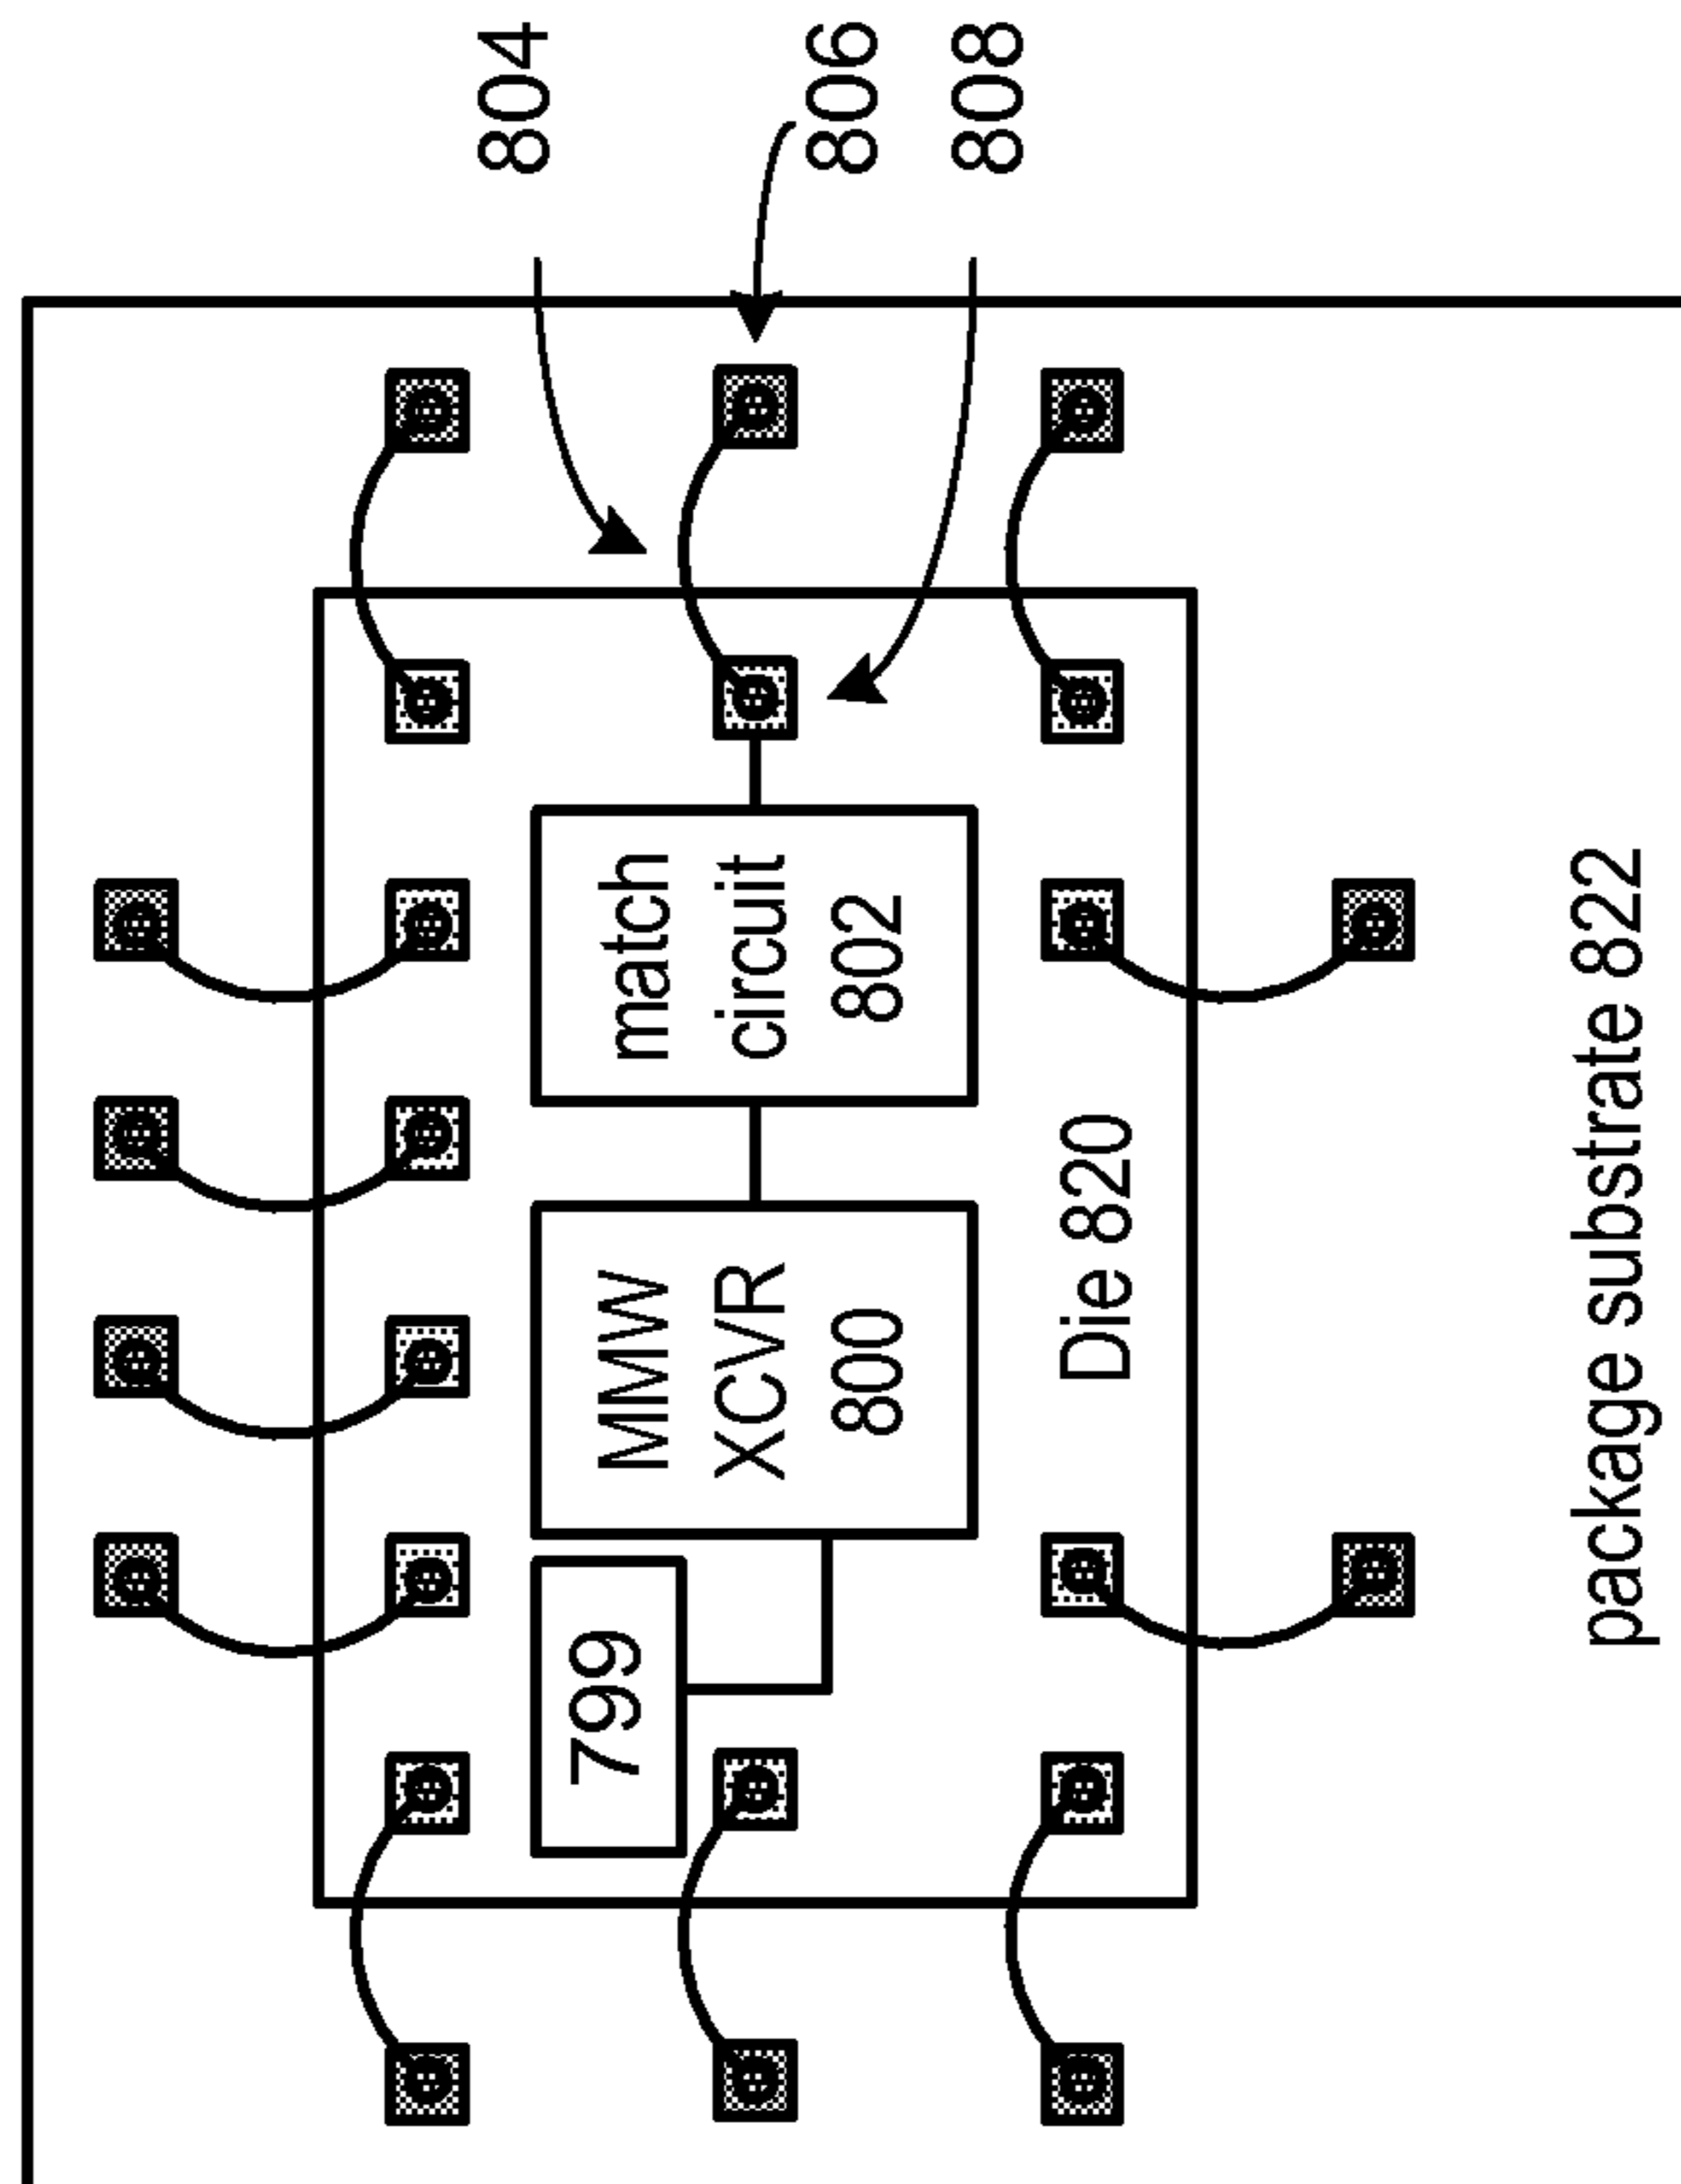 804
806
808
match
circuit
802
MMW
XCVR
800
799
Die 820
package substrate 822